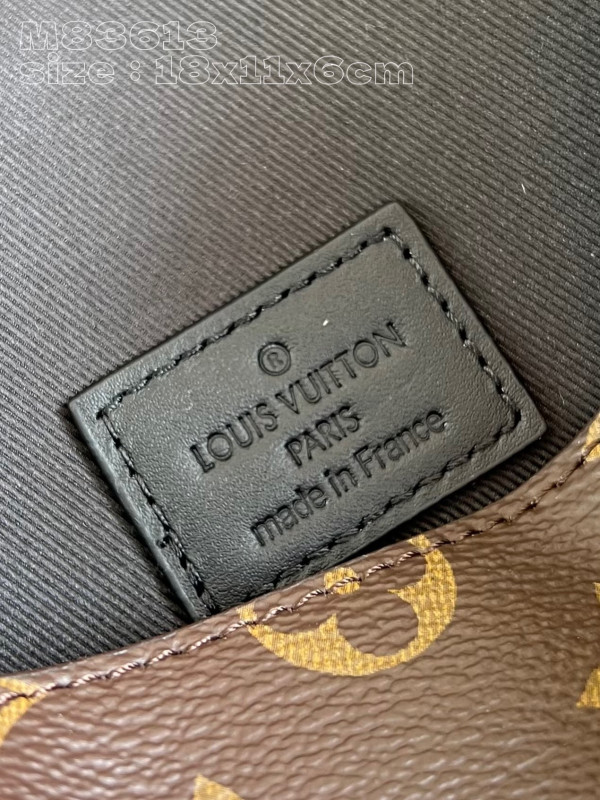 M83613
size : 18x11x6cm
®
LOUIS VUITTON
PARIS
made in France